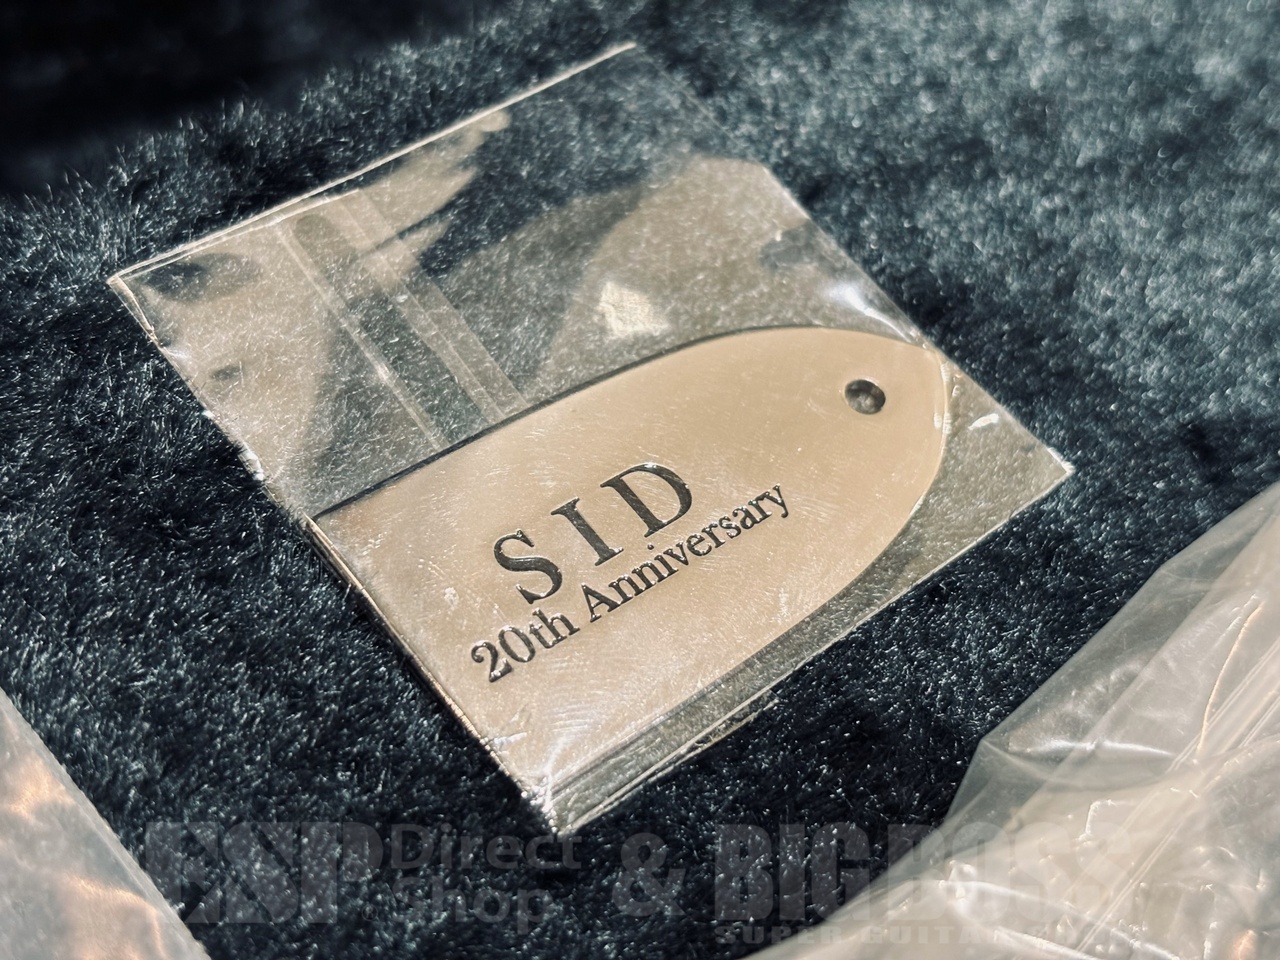 SID
20th Anniversary
ESP Direct Shop & BIGBOSS
SUPER GUITAR